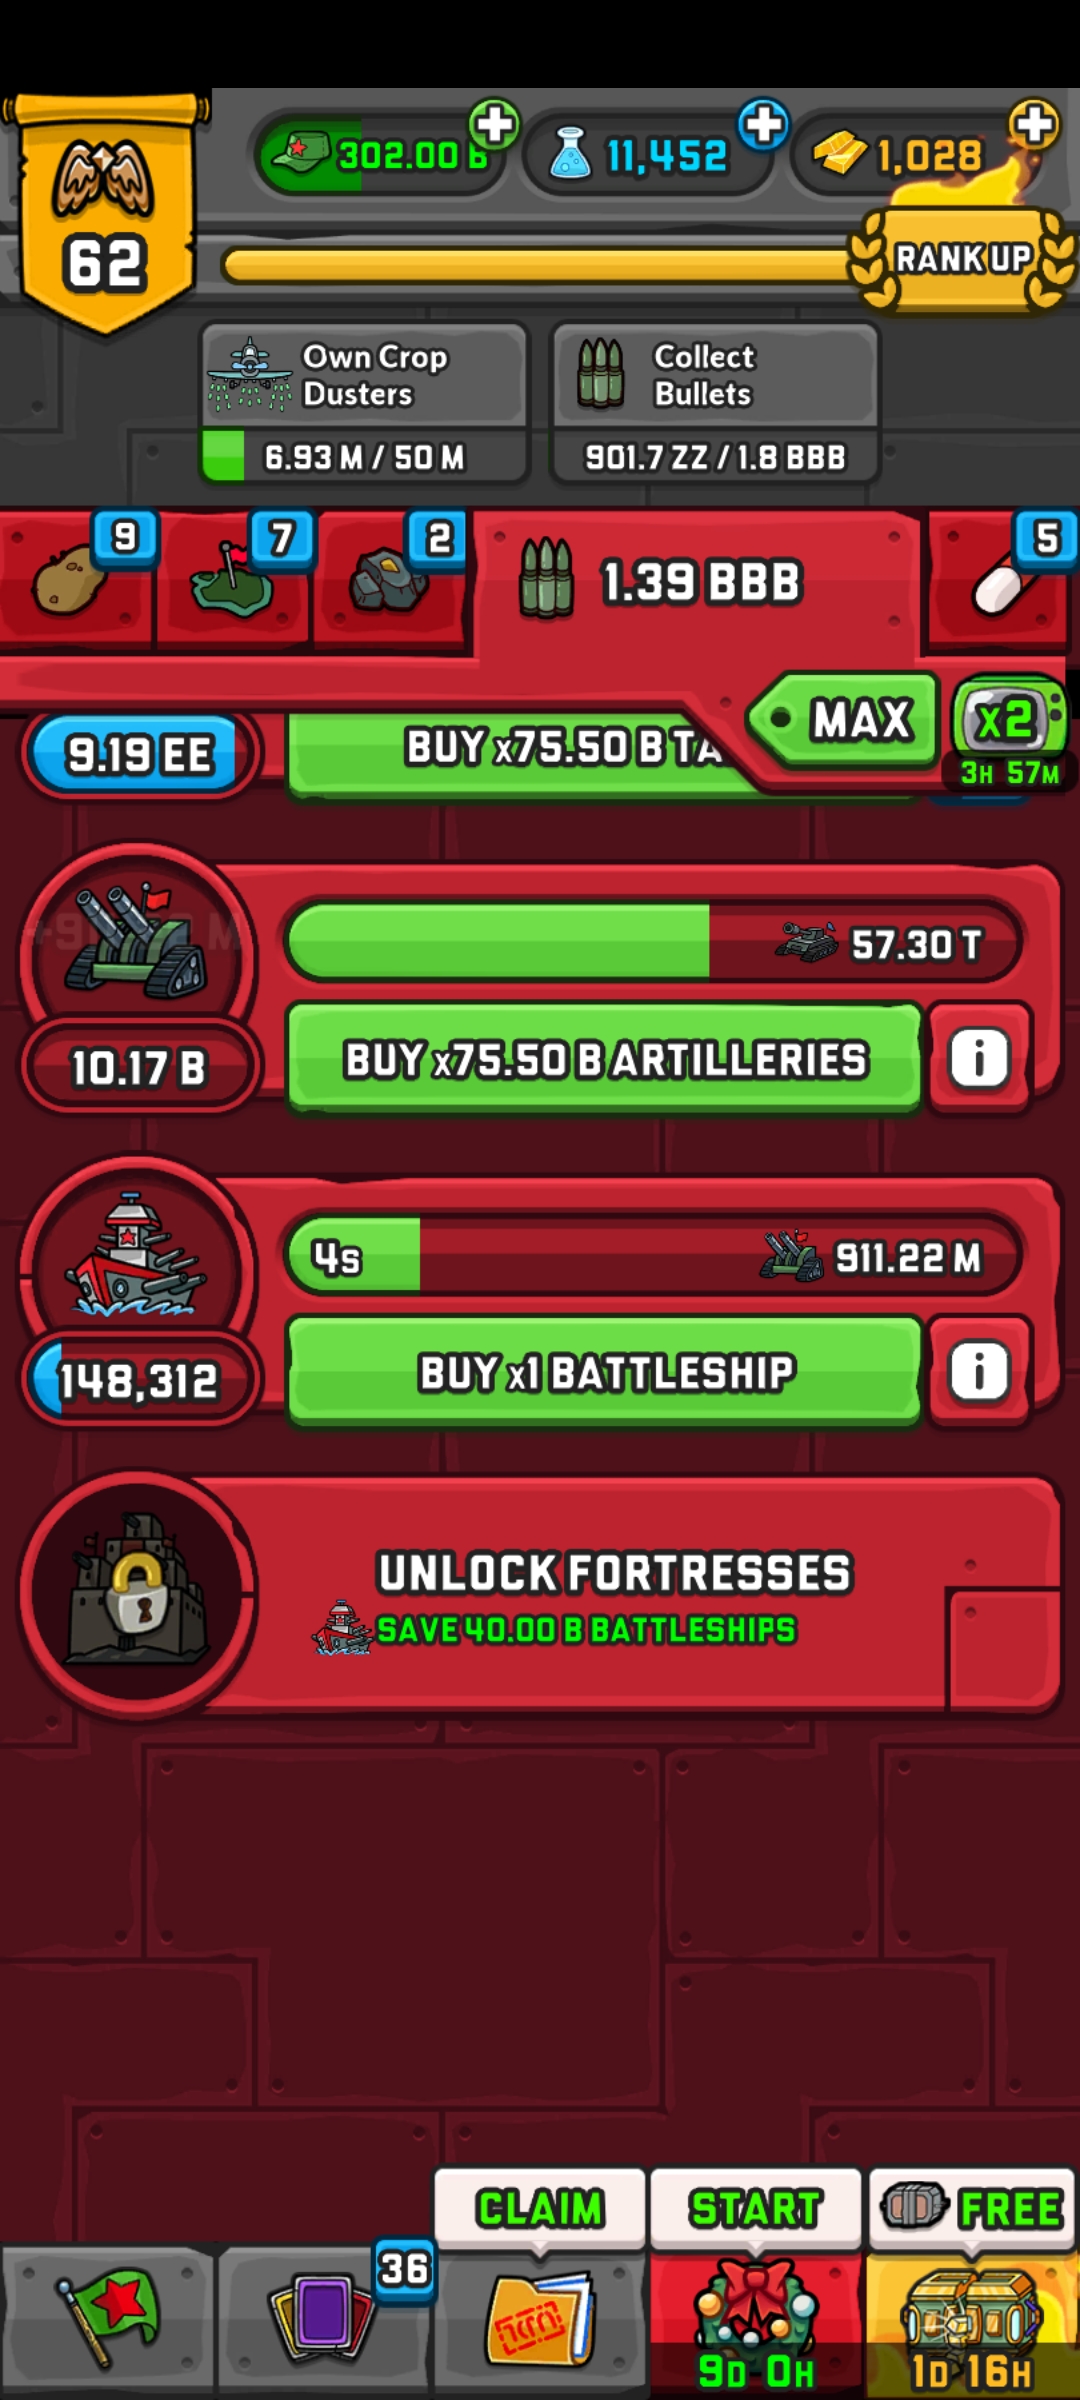 302.00 B
11,452
1,028
62
RANK UP
Own Crop
Dusters
6.93 M / 50 M
Collect
Bullets
901.7 ZZ / 1.8 BBB
9
7
2
1.39 BBB
5
MAX
x2
3H 57M
9.19 EE
BUY x75.50 B TA
57.30 T
10.17 B
BUY x75.50 B ARTILLERIES
i
4s
911.22 M
148,312
BUY x1 BATTLESHIP
i
UNLOCK FORTRESSES
SAVE 40.00 B BATTLESHIPS
CLAIM
START
FREE
36
9D 0H
1D 16H